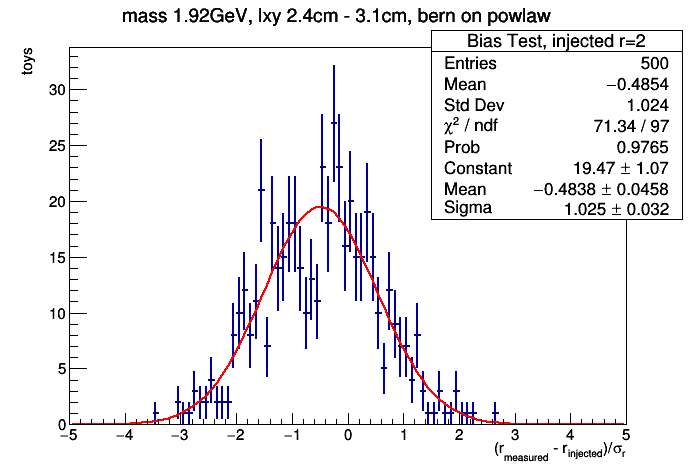 mass 1.92GeV, lxy 2.4cm - 3.1cm, bern on powlaw
Bias Test, injected r=2
Entries 500
Mean −0.4854
Std Dev 1.024
χ² / ndf 71.34 / 97
Prob 0.9765
Constant 19.47 ± 1.07
Mean −0.4838 ± 0.0458
Sigma 1.025 ± 0.032
toys
30
25
20
15
10
5
0
−5 −4 −3 −2 −1 0 1 2 3 4 5
(r_measured - r_injected)/σ_r